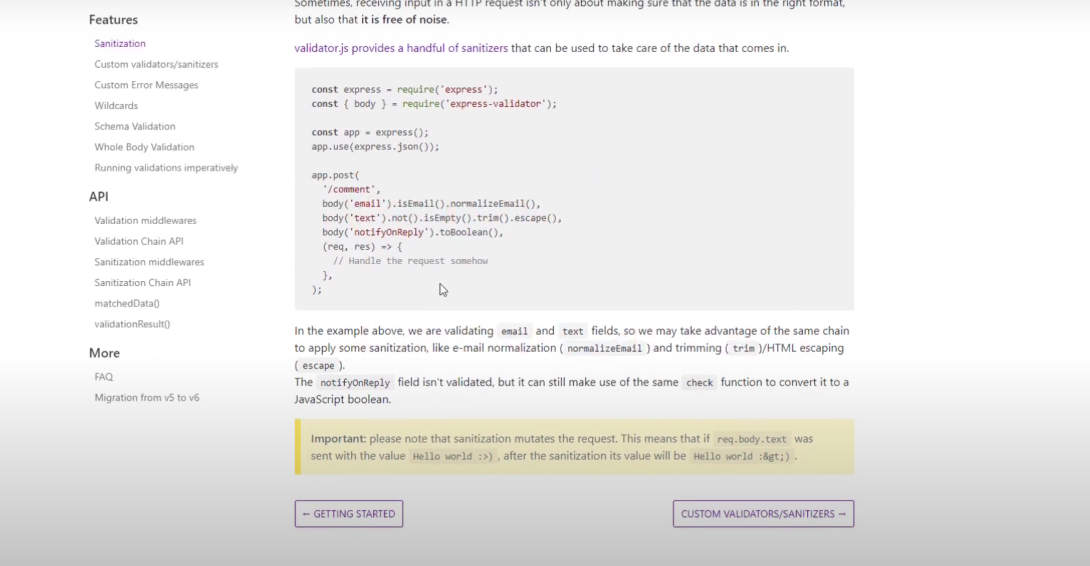 Features
Sanitization
Custom validators/sanitizers
Custom Error Messages
Wildcards
Schema Validation
Whole Body Validation
Running validations imperatively
API
Validation middlewares
Validation Chain API
Sanitization middlewares
Sanitization Chain API
matchedData()
validationResult()
More
FAQ
Migration from v5 to v6
Sometimes, receiving input in a HTTP request isn't only about making sure that the data is in the right format,
but also that it is free of noise.
validator.js provides a handful of sanitizers that can be used to take care of the data that comes in.
const express = require('express');
const { body } = require('express-validator');
const app = express();
app.use(express.json());
app.post(
'/comment',
body('email').isEmail().normalizeEmail(),
body('text').not().isEmpty().trim().escape(),
body('notifyOnReply').toBoolean(),
(req, res) => {
// Handle the request somehow
},
);
In the example above, we are validating email and text fields, so we may take advantage of the same chain
to apply some sanitization, like e-mail normalization ( normalizeEmail ) and trimming ( trim )/HTML escaping
( escape ).
The notifyOnReply field isn't validated, but it can still make use of the same check function to convert it to a
JavaScript boolean.
Important: please note that sanitization mutates the request. This means that if req.body.text was
sent with the value Hello world :>) , after the sanitization its value will be Hello world :&gt;) .
← GETTING STARTED
CUSTOM VALIDATORS/SANITIZERS →